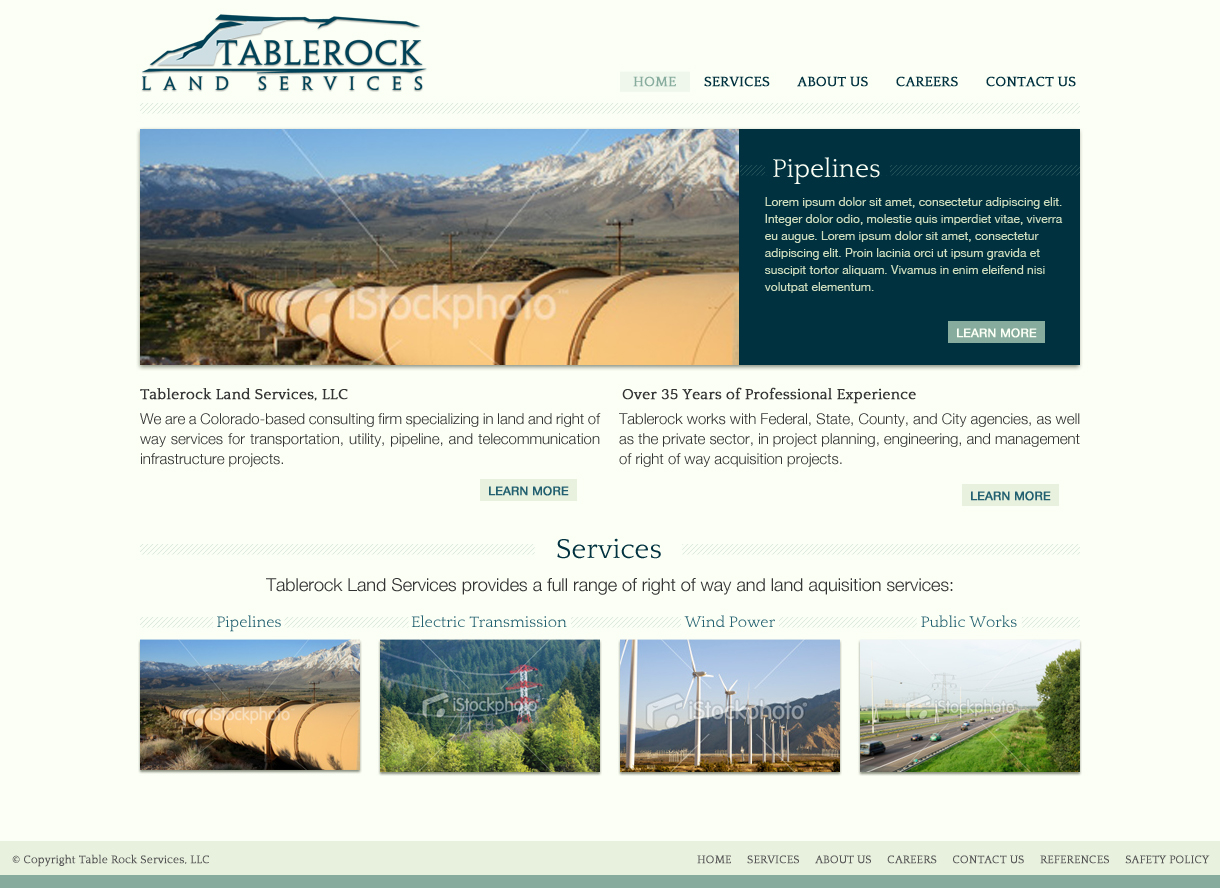 TABLEROCK
LAND SERVICES
HOME SERVICES ABOUT US CAREERS CONTACT US
iStockphoto
Pipelines
Lorem ipsum dolor sit amet, consectetur adipiscing elit.
Integer dolor odio, molestie quis imperdiet vitae, viverra
eu augue. Lorem ipsum dolor sit amet, consectetur
adipiscing elit. Proin lacinia orci ut ipsum gravida et
suscipit tortor aliquam. Vivamus in enim eleifend nisi
volutpat elementum.
LEARN MORE
Tablerock Land Services, LLC
We are a Colorado-based consulting firm specializing in land and right of
way services for transportation, utility, pipeline, and telecommunication
infrastructure projects.
LEARN MORE
Over 35 Years of Professional Experience
Tablerock works with Federal, State, County, and City agencies, as well
as the private sector, in project planning, engineering, and management
of right of way acquisition projects.
LEARN MORE
Services
Tablerock Land Services provides a full range of right of way and land aquisition services:
Pipelines
iStockphoto
Electric Transmission
iStockphoto
Wind Power
iStockphoto
Public Works
iStockphoto
© Copyright Table Rock Services, LLC
HOME SERVICES ABOUT US CAREERS CONTACT US REFERENCES SAFETY POLICY